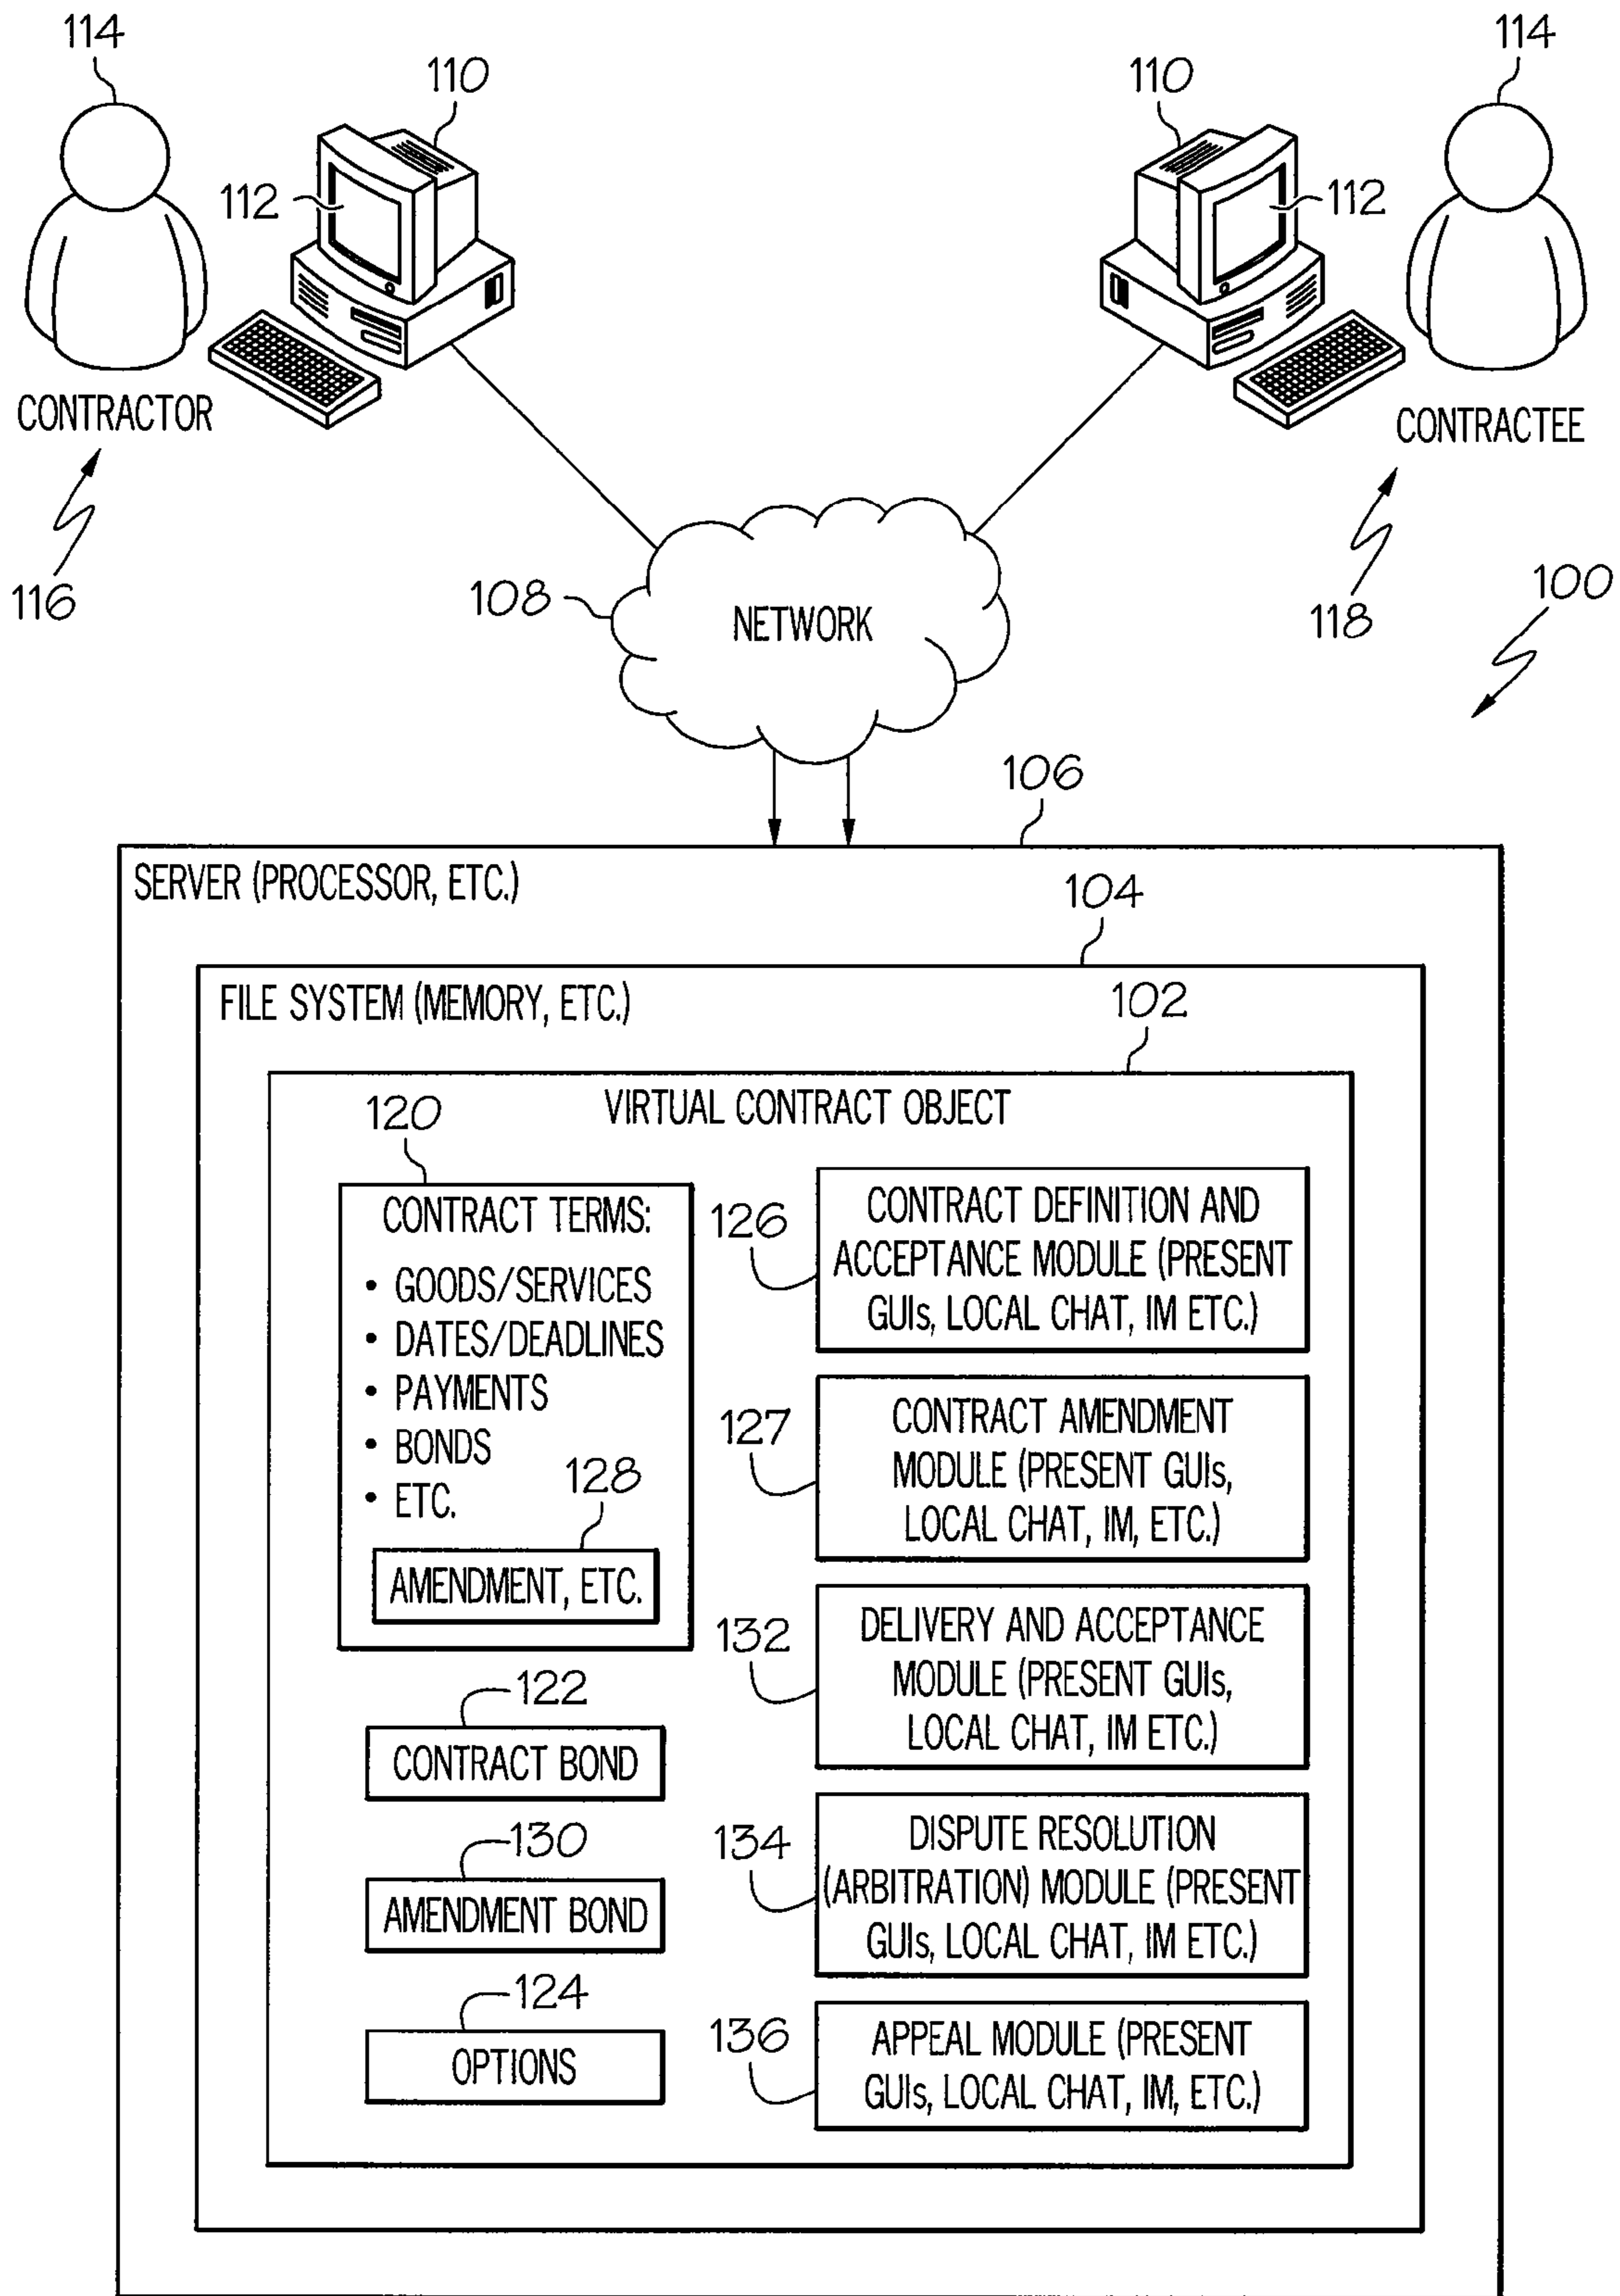 114
110
110
114
112
112
CONTRACTOR
CONTRACTEE
116
108
NETWORK
118
100
106
SERVER (PROCESSOR, ETC.)
104
FILE SYSTEM (MEMORY, ETC.)
102
VIRTUAL CONTRACT OBJECT
120
CONTRACT TERMS:
• GOODS/SERVICES
• DATES/DEADLINES
• PAYMENTS
• BONDS
• ETC.
128
AMENDMENT, ETC.
122
CONTRACT BOND
130
AMENDMENT BOND
124
OPTIONS
126
CONTRACT DEFINITION AND
ACCEPTANCE MODULE (PRESENT
GUIs, LOCAL CHAT, IM ETC.)
127
CONTRACT AMENDMENT
MODULE (PRESENT GUIs,
LOCAL CHAT, IM, ETC.)
132
DELIVERY AND ACCEPTANCE
MODULE (PRESENT GUIs,
LOCAL CHAT, IM ETC.)
134
DISPUTE RESOLUTION
(ARBITRATION) MODULE (PRESENT
GUIs, LOCAL CHAT, IM ETC.)
136
APPEAL MODULE (PRESENT
GUIs, LOCAL CHAT, IM, ETC.)